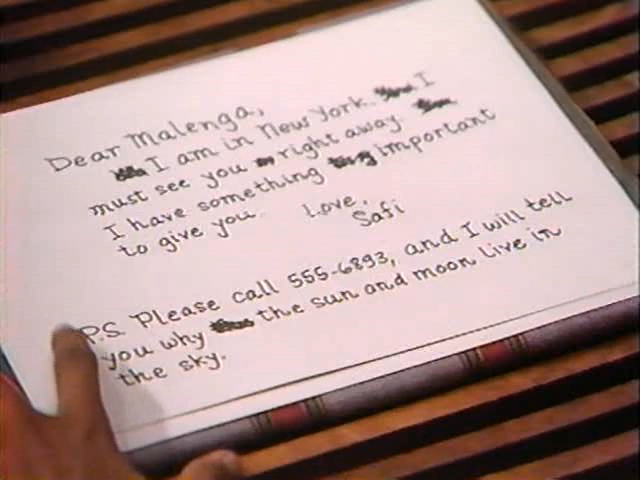 Dear Malenga,
I am in New York. I
must see you right away.
I have something important
to give you. Love,
Safi
P.S. Please call 555-6893, and I will tell
you why the sun and moon live in
the sky.